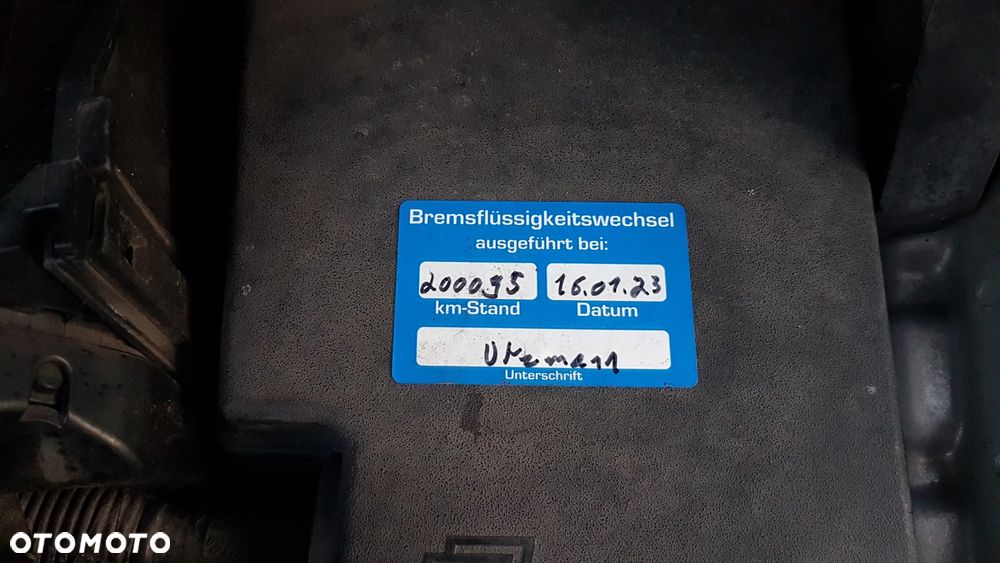 Bremsflüssigkeitswechsel
ausgeführt bei:
200095 16.01.23
km-Stand Datum
Unterschrift
OTOMOTO